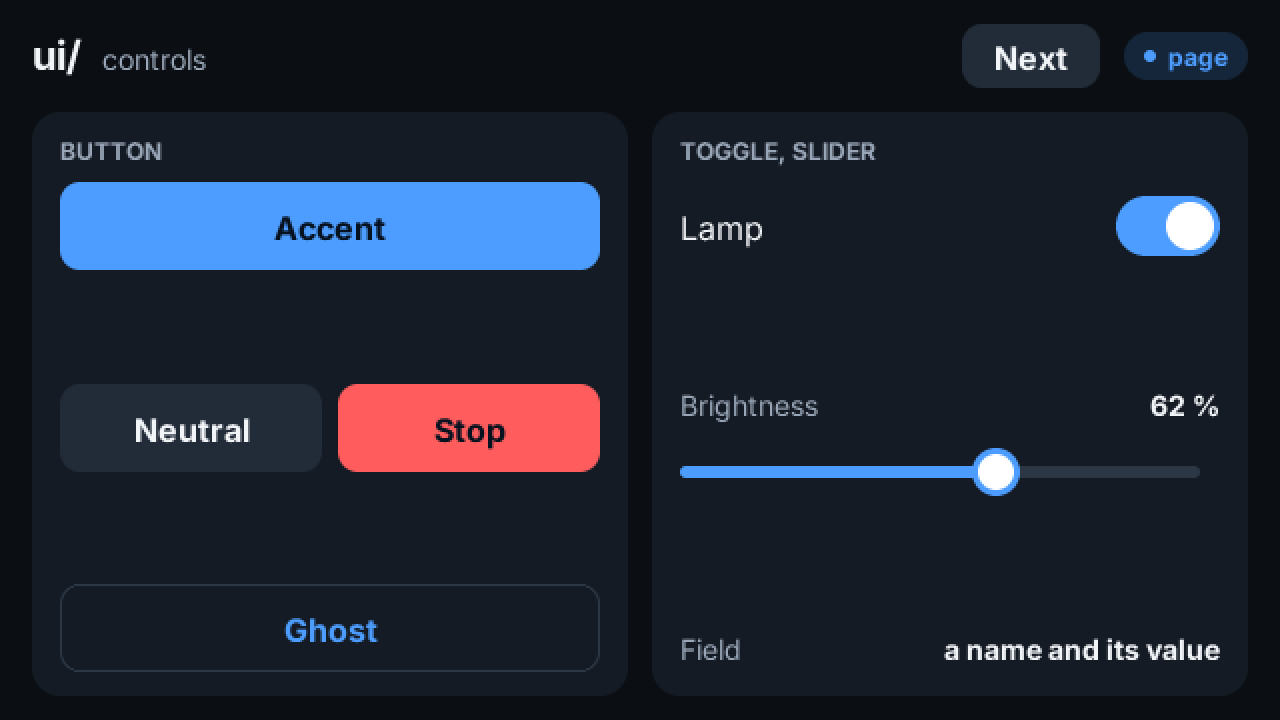 ui/ controls
Next
page
BUTTON
Accent
Neutral
Stop
Ghost
TOGGLE, SLIDER
Lamp
Brightness 62 %
Field a name and its value